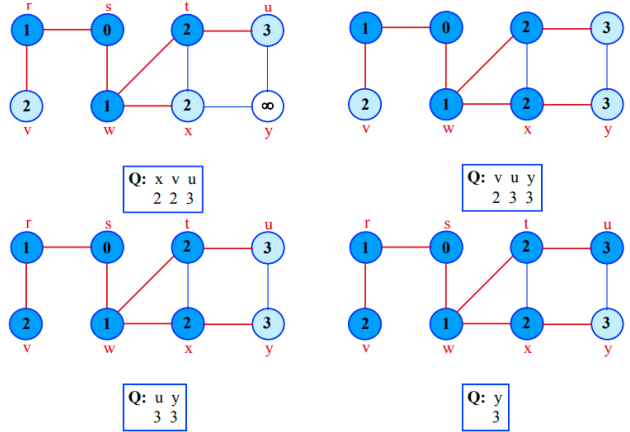 r s t u
1 0 2 3 1 0 2 3
2 1 2 ∞ 2 1 2 3
v w x y v w x y
Q: x v u Q: v u y
2 2 3 2 3 3
r s t u r s t u
1 0 2 3 1 0 2 3
2 1 2 3 2 1 2 3
v w x y v w x y
Q: u y Q: y
3 3 3